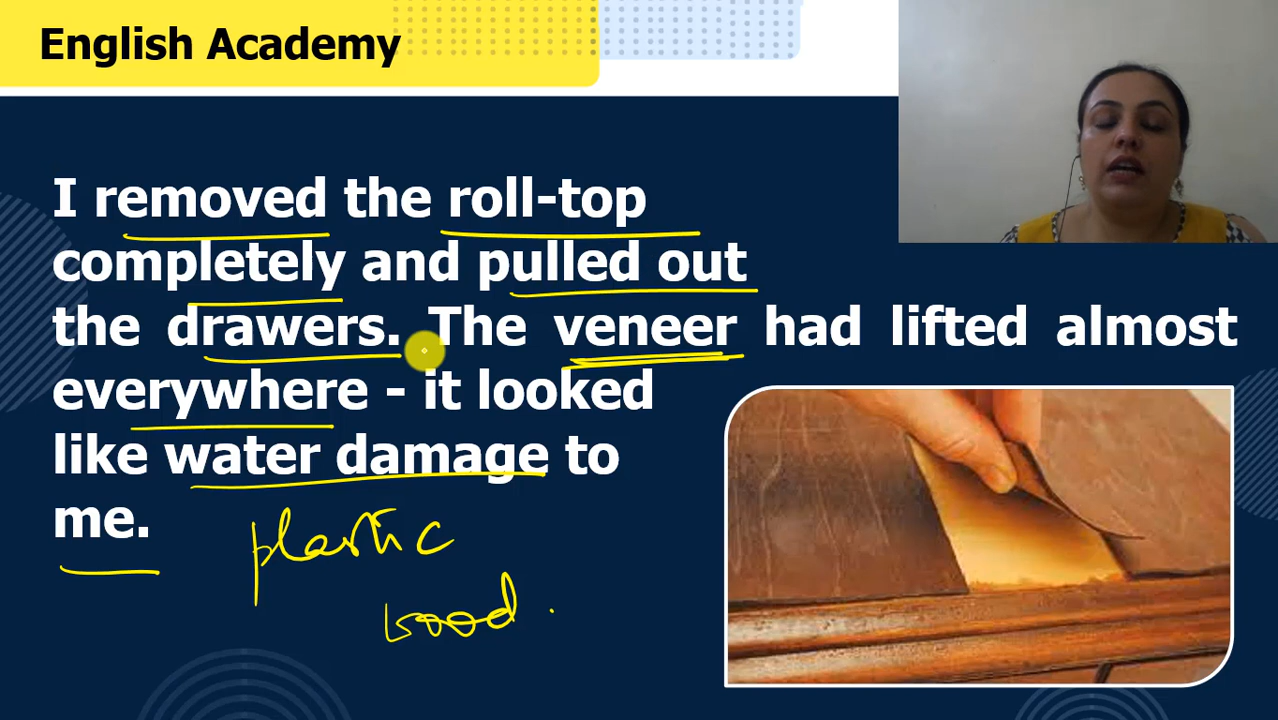 English Academy
I removed the roll-top
completely and pulled out
the drawers. The veneer had lifted almost
everywhere - it looked
like water damage to
me.
plastic
wood.